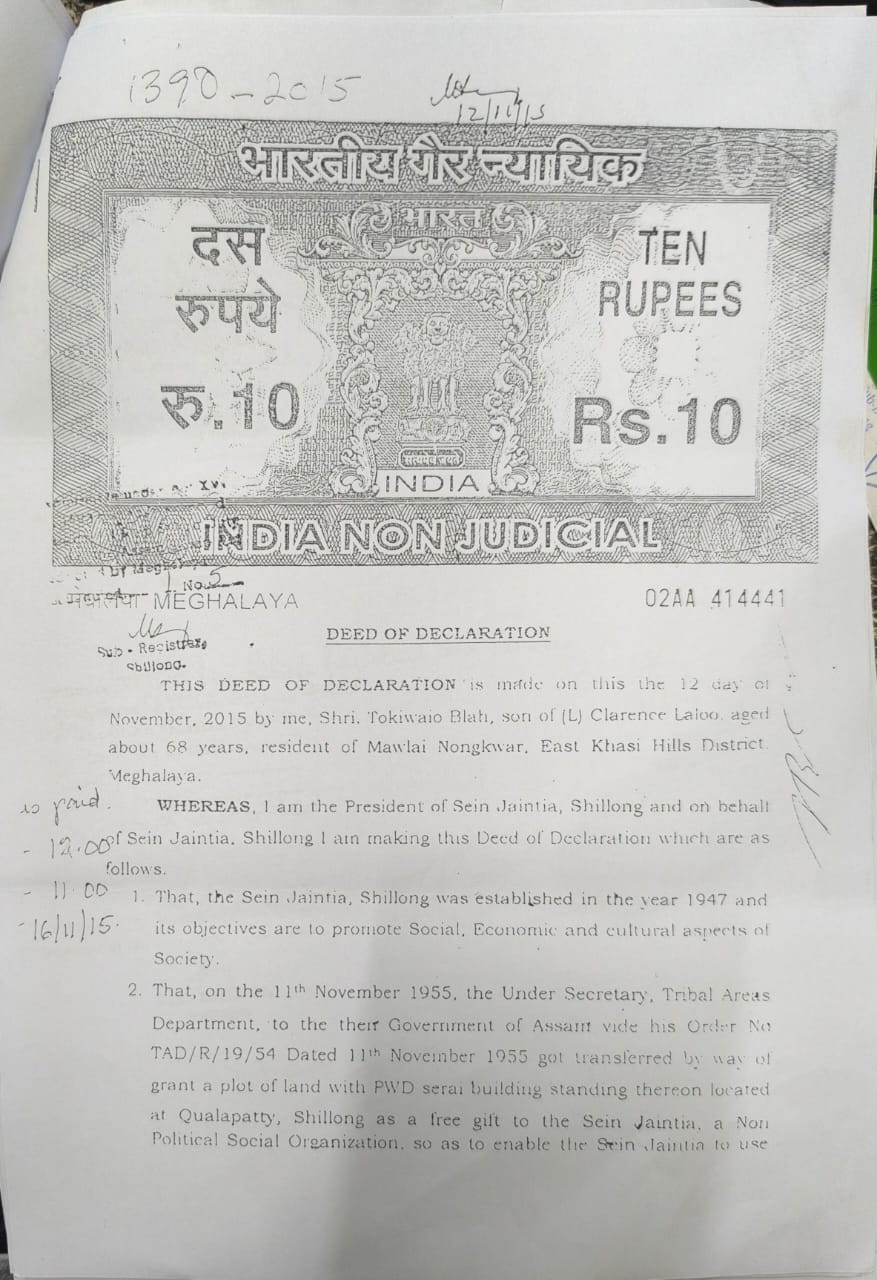 1390-2015
12/11/15
भारतीय गैर न्यायिक
भारत
दस
रुपये
रु.10
TEN
RUPEES
Rs.10
सत्यमेव जयते
INDIA
INDIA NON JUDICIAL
No. 5
मेघालया MEGHALAYA
02AA 414441
Sub-Registrar
Shillong.
DEED OF DECLARATION
THIS DEED OF DECLARATION is made on this the 12 day of
November, 2015 by me, Shri. Tokiwaio Blah, son of (L) Clarence Laloo, aged
about 68 years, resident of Mawlai Nongkwar, East Khasi Hills District,
Meghalaya.
WHEREAS, I am the President of Sein Jaintia, Shillong and on behalf
of Sein Jaintia, Shillong I am making this Deed of Declaration which are as
follows.
is paid.
- 12.00
- 11.00
-16/11/15.
1. That, the Sein Jaintia, Shillong was established in the year 1947 and
its objectives are to promote Social, Economic and cultural aspects of
Society.
2. That, on the 11th November 1955, the Under Secretary, Tribal Areas
Department, to the their Government of Assam vide his Order No
TAD/R/19/54 Dated 11th November 1955 got transferred by way of
grant a plot of land with PWD serai building standing thereon located
at Qualapatty, Shillong as a free gift to the Sein Jaintia, a Non
Political Social Organization, so as to enable the Sein Jaintia to use